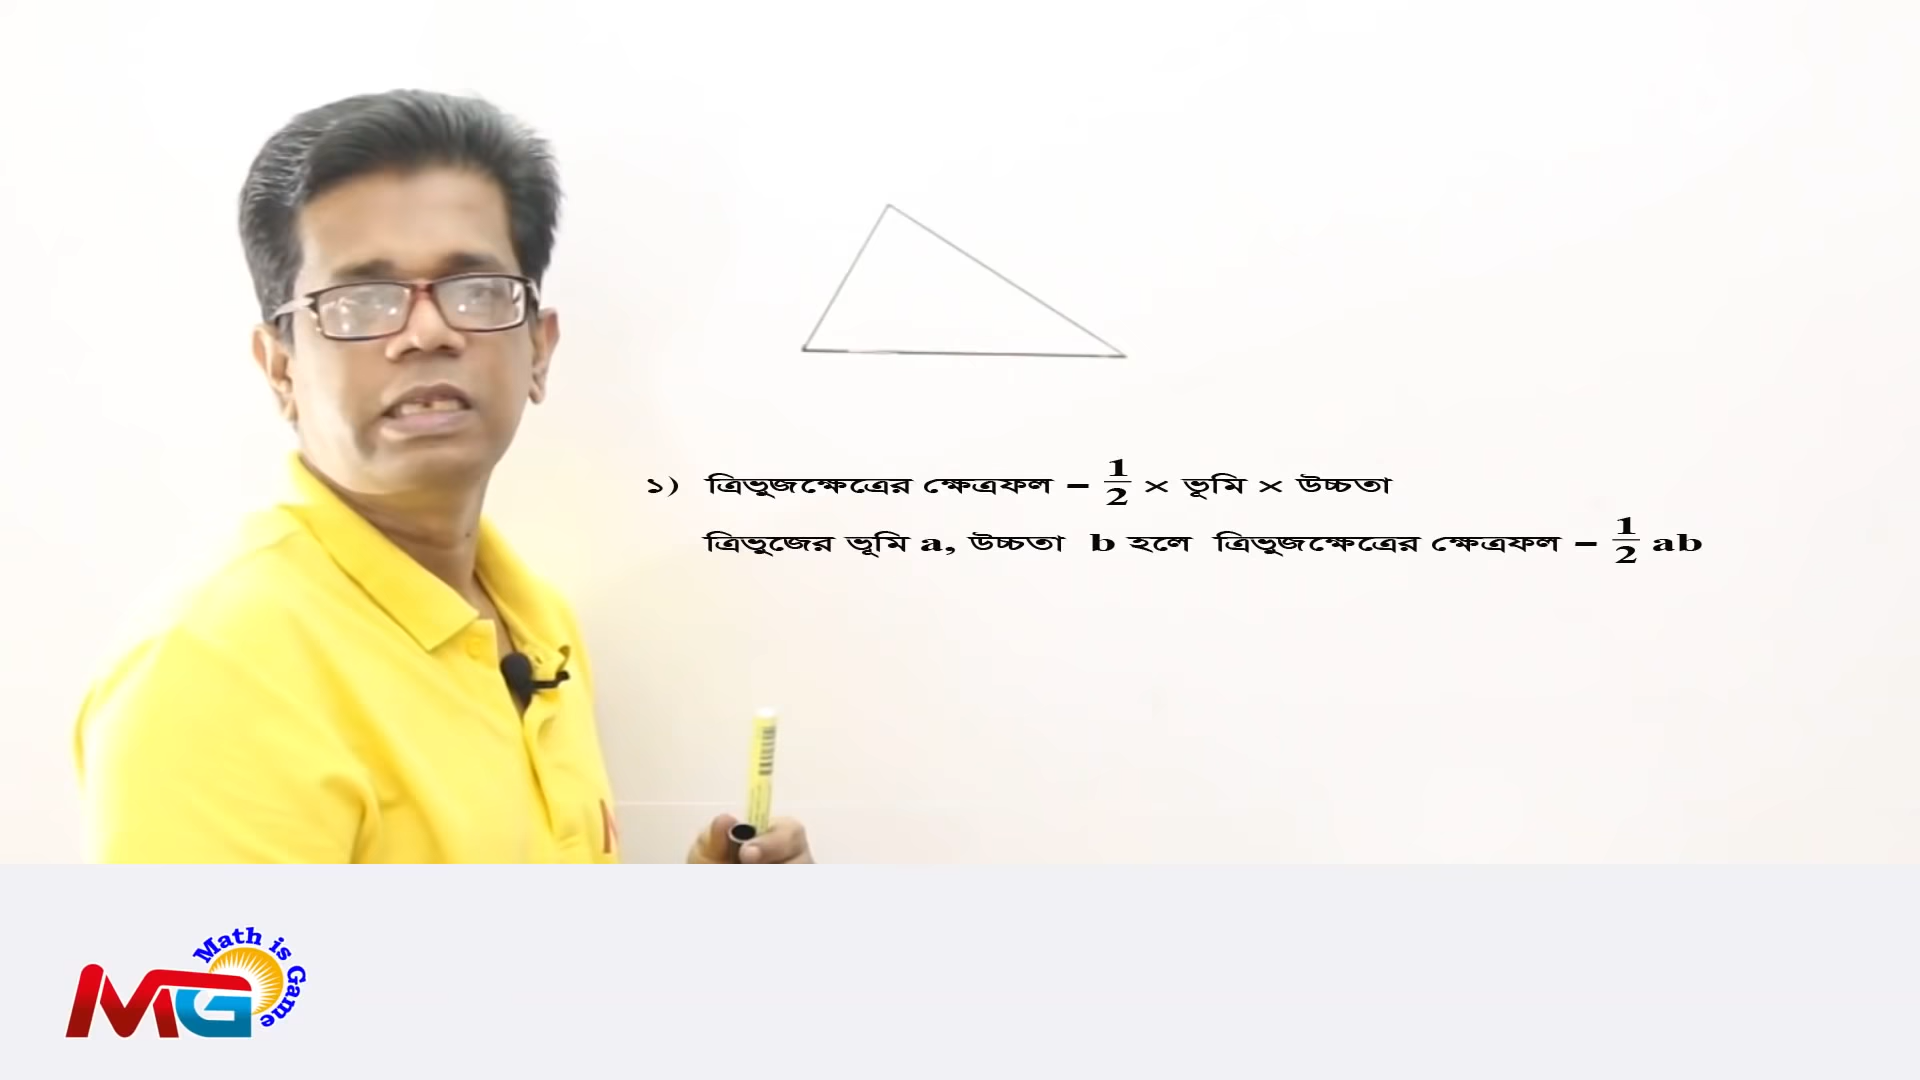 ১) ত্রিভুজক্ষেত্রের ক্ষেত্রফল = 1/2 × ভূমি × উচ্চতা
ত্রিভুজের ভূমি a, উচ্চতা b হলে ত্রিভুজক্ষেত্রের ক্ষেত্রফল = 1/2 ab
Math is Game
MG